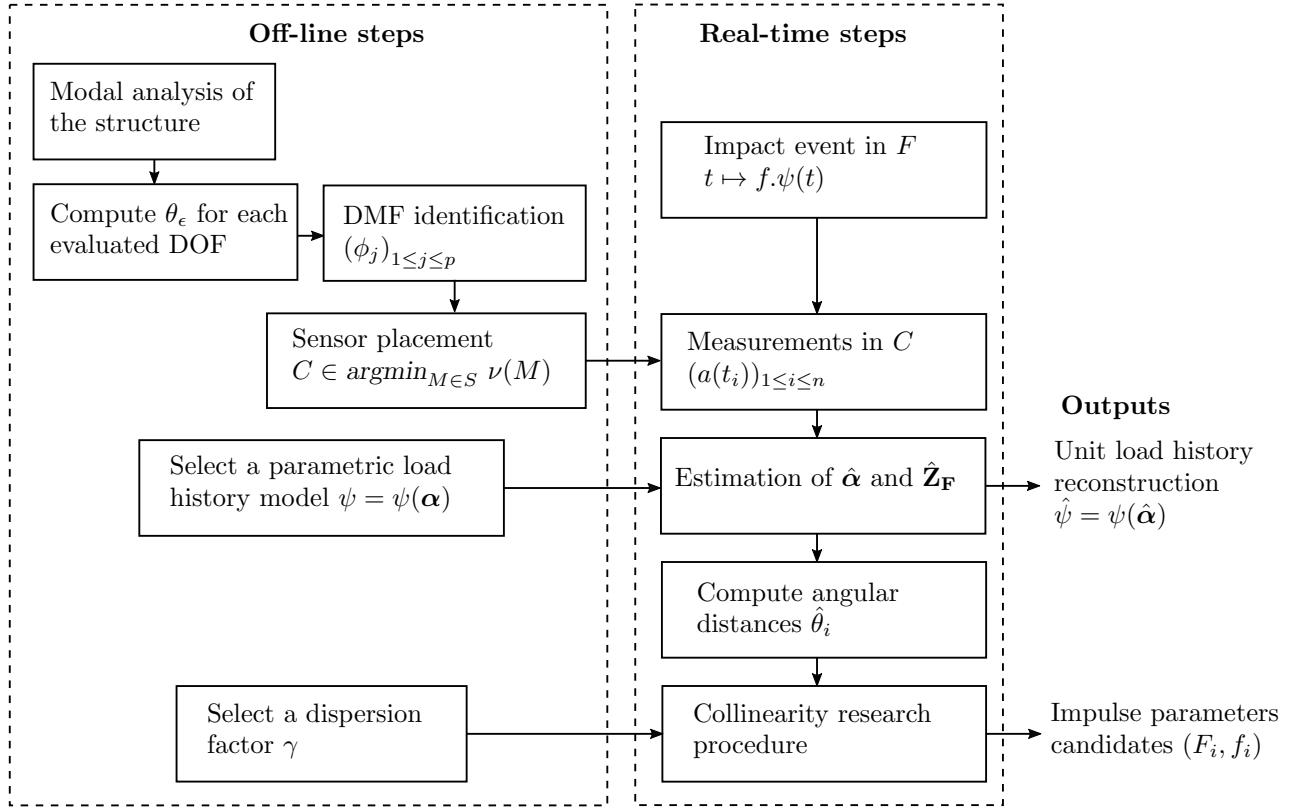 Off-line steps
Modal analysis of
the structure
Compute θ_ϵ for each
evaluated DOF
DMF identification
(ϕ_j)_{1≤j≤p}
Sensor placement
C ∈ argmin_{M∈S} ν(M)
Select a parametric load
history model ψ = ψ(α)
Select a dispersion
factor γ
Real-time steps
Impact event in F
t ↦ f.ψ(t)
Measurements in C
(a(t_i))_{1≤i≤n}
Estimation of α̂ and Ẑ_F
Compute angular
distances θ̂_i
Collinearity research
procedure
Outputs
Unit load history
reconstruction
ψ̂ = ψ(α̂)
Impulse parameters
candidates (F_i, f_i)